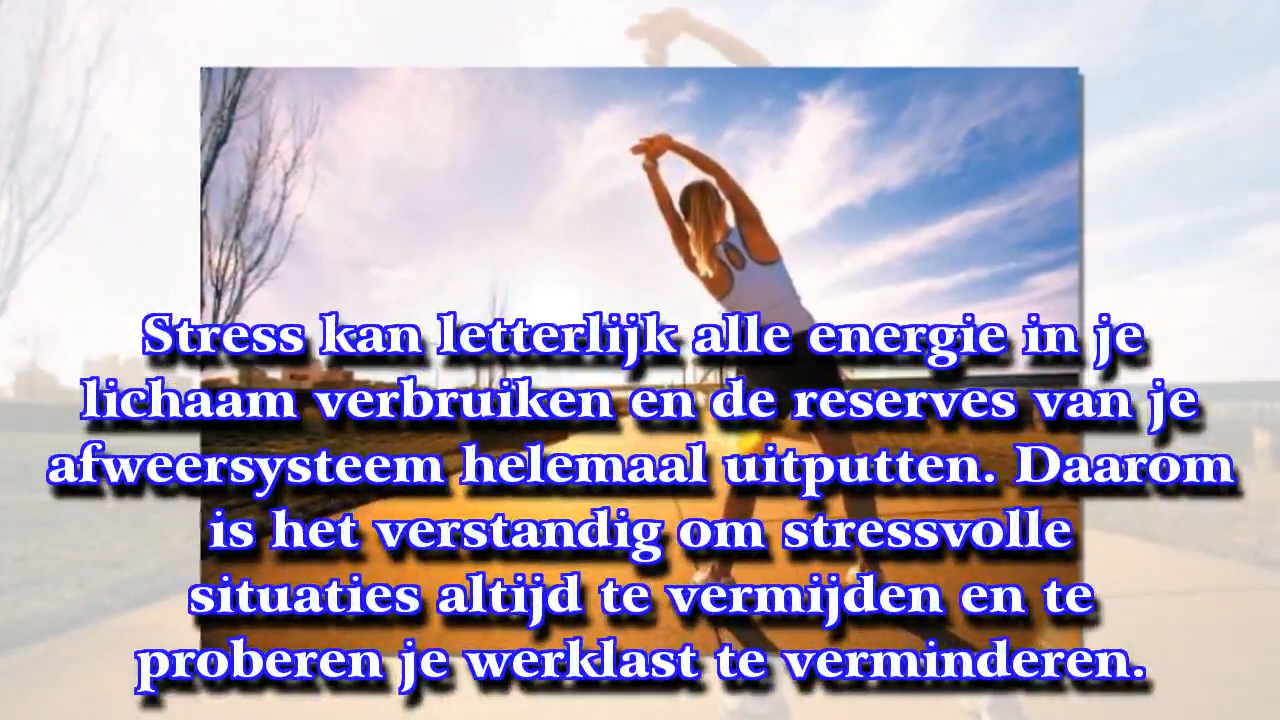 Stress kan letterlijk alle energie in je
lichaam verbruiken en de reserves van je
afweersysteem helemaal uitputten. Daarom
is het verstandig om stressvolle
situaties altijd te vermijden en te
proberen je werklast te verminderen.